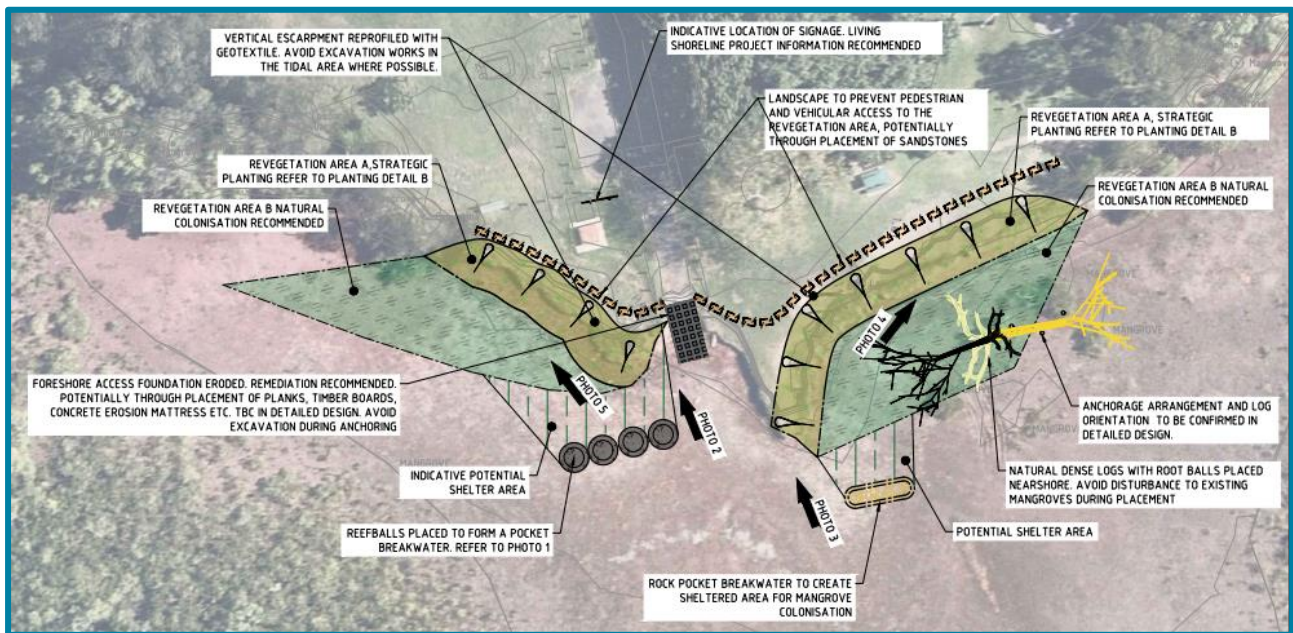 VERTICAL ESCARPMENT REPROFILED WITH
GEOTEXTILE. AVOID EXCAVATION WORKS IN
THE TIDAL AREA WHERE POSSIBLE.
INDICATIVE LOCATION OF SIGNAGE. LIVING
SHORELINE PROJECT INFORMATION RECOMMENDED
LANDSCAPE TO PREVENT PEDESTRIAN
AND VEHICULAR ACCESS TO THE
REVEGETATION AREA, POTENTIALLY
THROUGH PLACEMENT OF SANDSTONES
REVEGETATION AREA A, STRATEGIC
PLANTING REFER TO PLANTING DETAIL B
REVEGETATION AREA A,STRATEGIC
PLANTING REFER TO PLANTING DETAIL B
REVEGETATION AREA B NATURAL
COLONISATION RECOMMENDED
REVEGETATION AREA B NATURAL
COLONISATION RECOMMENDED
MANGROVE
MANGROVE
PHOTO 4
FORESHORE ACCESS FOUNDATION ERODED. REMEDIATION RECOMMENDED.
POTENTIALLY THROUGH PLACEMENT OF PLANKS, TIMBER BOARDS,
CONCRETE EROSION MATTRESS ETC. TBC IN DETAILED DESIGN. AVOID
EXCAVATION DURING ANCHORING
PHOTO 5
PHOTO 2
ANCHORAGE ARRANGEMENT AND LOG
ORIENTATION TO BE CONFIRMED IN
DETAILED DESIGN.
MANGROVE
MANGROVE
INDICATIVE POTENTIAL
SHELTER AREA
NATURAL DENSE LOGS WITH ROOT BALLS PLACED
NEARSHORE. AVOID DISTURBANCE TO EXISTING
MANGROVES DURING PLACEMENT
PHOTO 3
REEFBALLS PLACED TO FORM A POCKET
BREAKWATER. REFER TO PHOTO 1
POTENTIAL SHELTER AREA
ROCK POCKET BREAKWATER TO CREATE
SHELTERED AREA FOR MANGROVE
COLONISATION